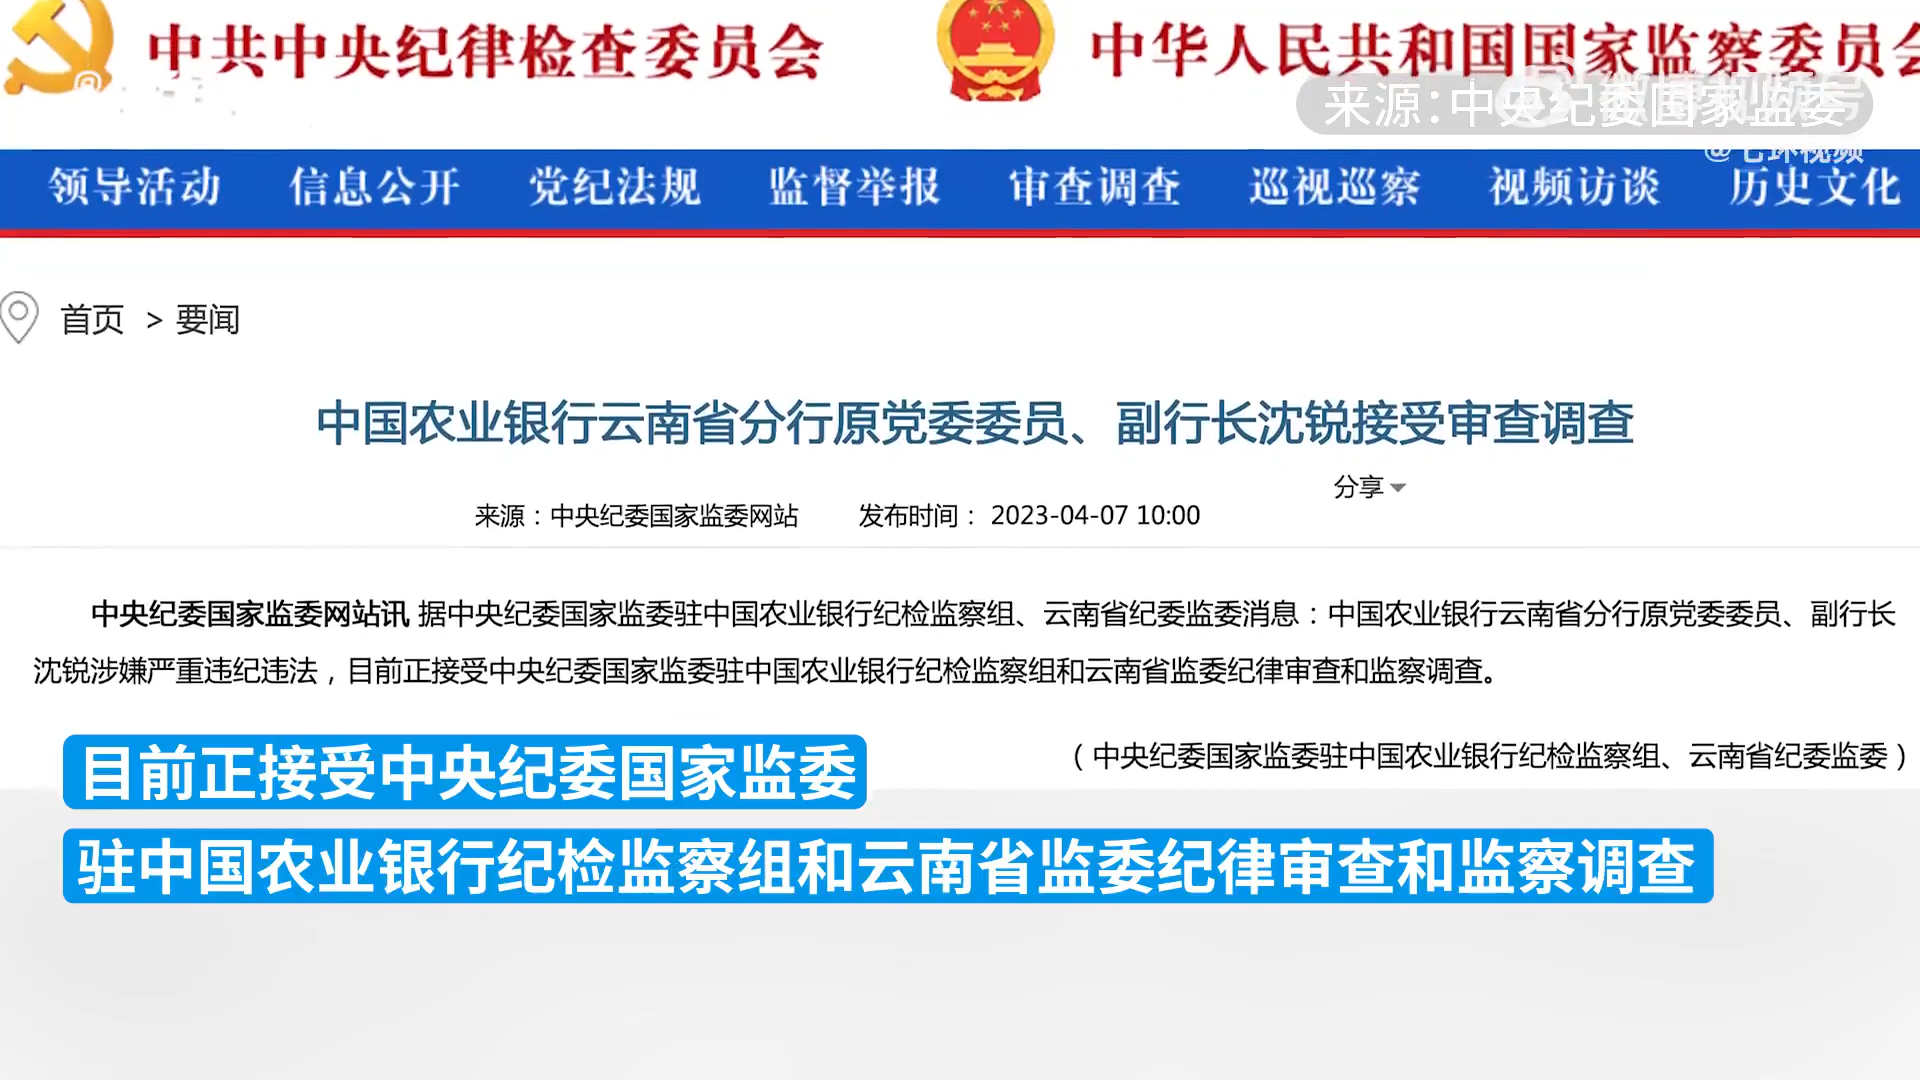 中共中央纪律检查委员会
中华人民共和国国家监察委员会
来源:中央纪委国家监委
领导活动 信息公开 党纪法规 监督举报 审查调查 巡视巡察 视频访谈 历史文化
首页 > 要闻
中国农业银行云南省分行原党委委员、副行长沈锐接受审查调查
分享
来源：中央纪委国家监委网站 发布时间： 2023-04-07 10:00
中央纪委国家监委网站讯 据中央纪委国家监委驻中国农业银行纪检监察组、云南省纪委监委消息：中国农业银行云南省分行原党委委员、副行长
沈锐涉嫌严重违纪违法，目前正接受中央纪委国家监委驻中国农业银行纪检监察组和云南省监委纪律审查和监察调查。
（中央纪委国家监委驻中国农业银行纪检监察组、云南省纪委监委）
目前正接受中央纪委国家监委
驻中国农业银行纪检监察组和云南省监委纪律审查和监察调查